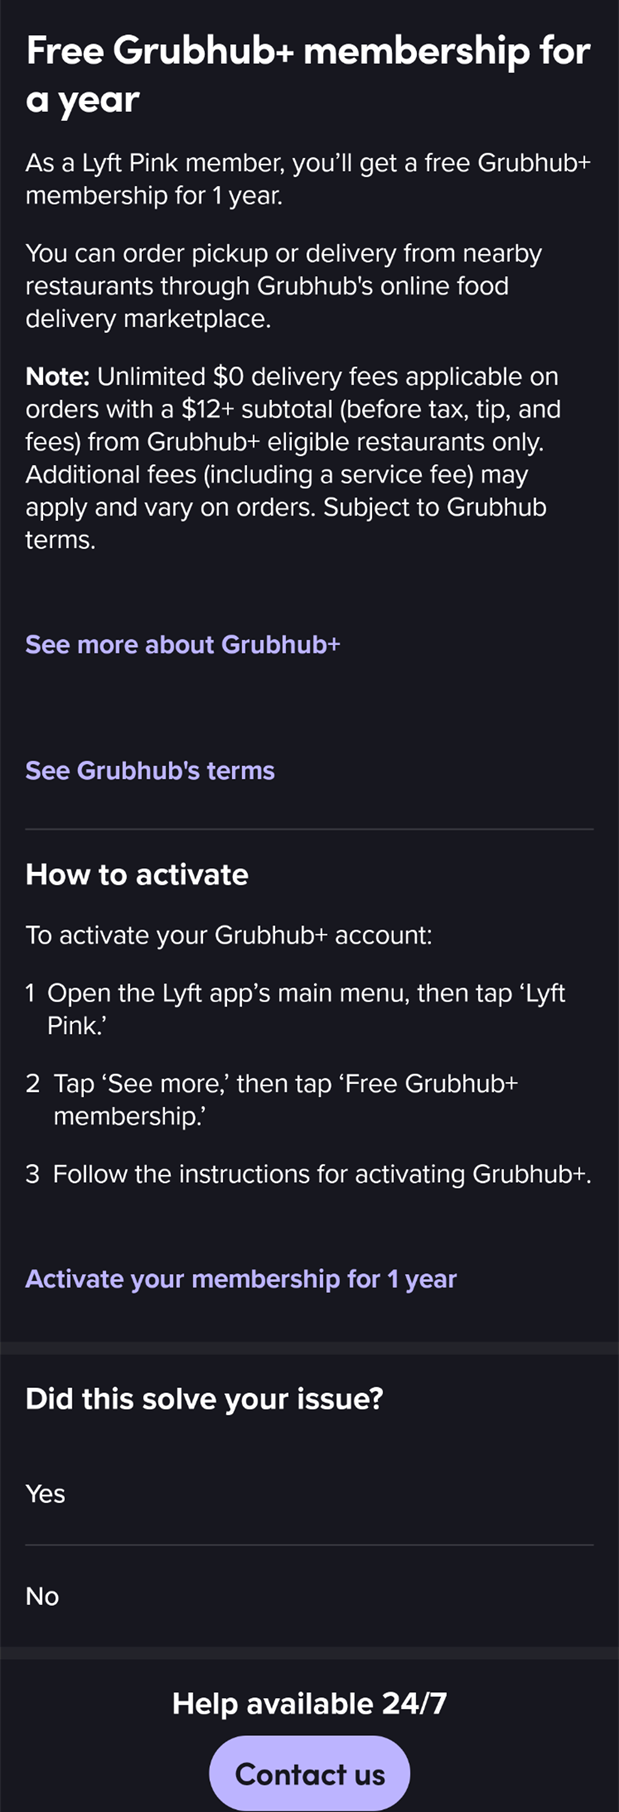 Free Grubhub+ membership for
a year
As a Lyft Pink member, you’ll get a free Grubhub+
membership for 1 year.
You can order pickup or delivery from nearby
restaurants through Grubhub's online food
delivery marketplace.
Note: Unlimited $0 delivery fees applicable on
orders with a $12+ subtotal (before tax, tip, and
fees) from Grubhub+ eligible restaurants only.
Additional fees (including a service fee) may
apply and vary on orders. Subject to Grubhub
terms.
See more about Grubhub+
See Grubhub's terms
How to activate
To activate your Grubhub+ account:
1 Open the Lyft app’s main menu, then tap ‘Lyft
Pink.’
2 Tap ‘See more,’ then tap ‘Free Grubhub+
membership.’
3 Follow the instructions for activating Grubhub+.
Activate your membership for 1 year
Did this solve your issue?
Yes
No
Help available 24/7
Contact us